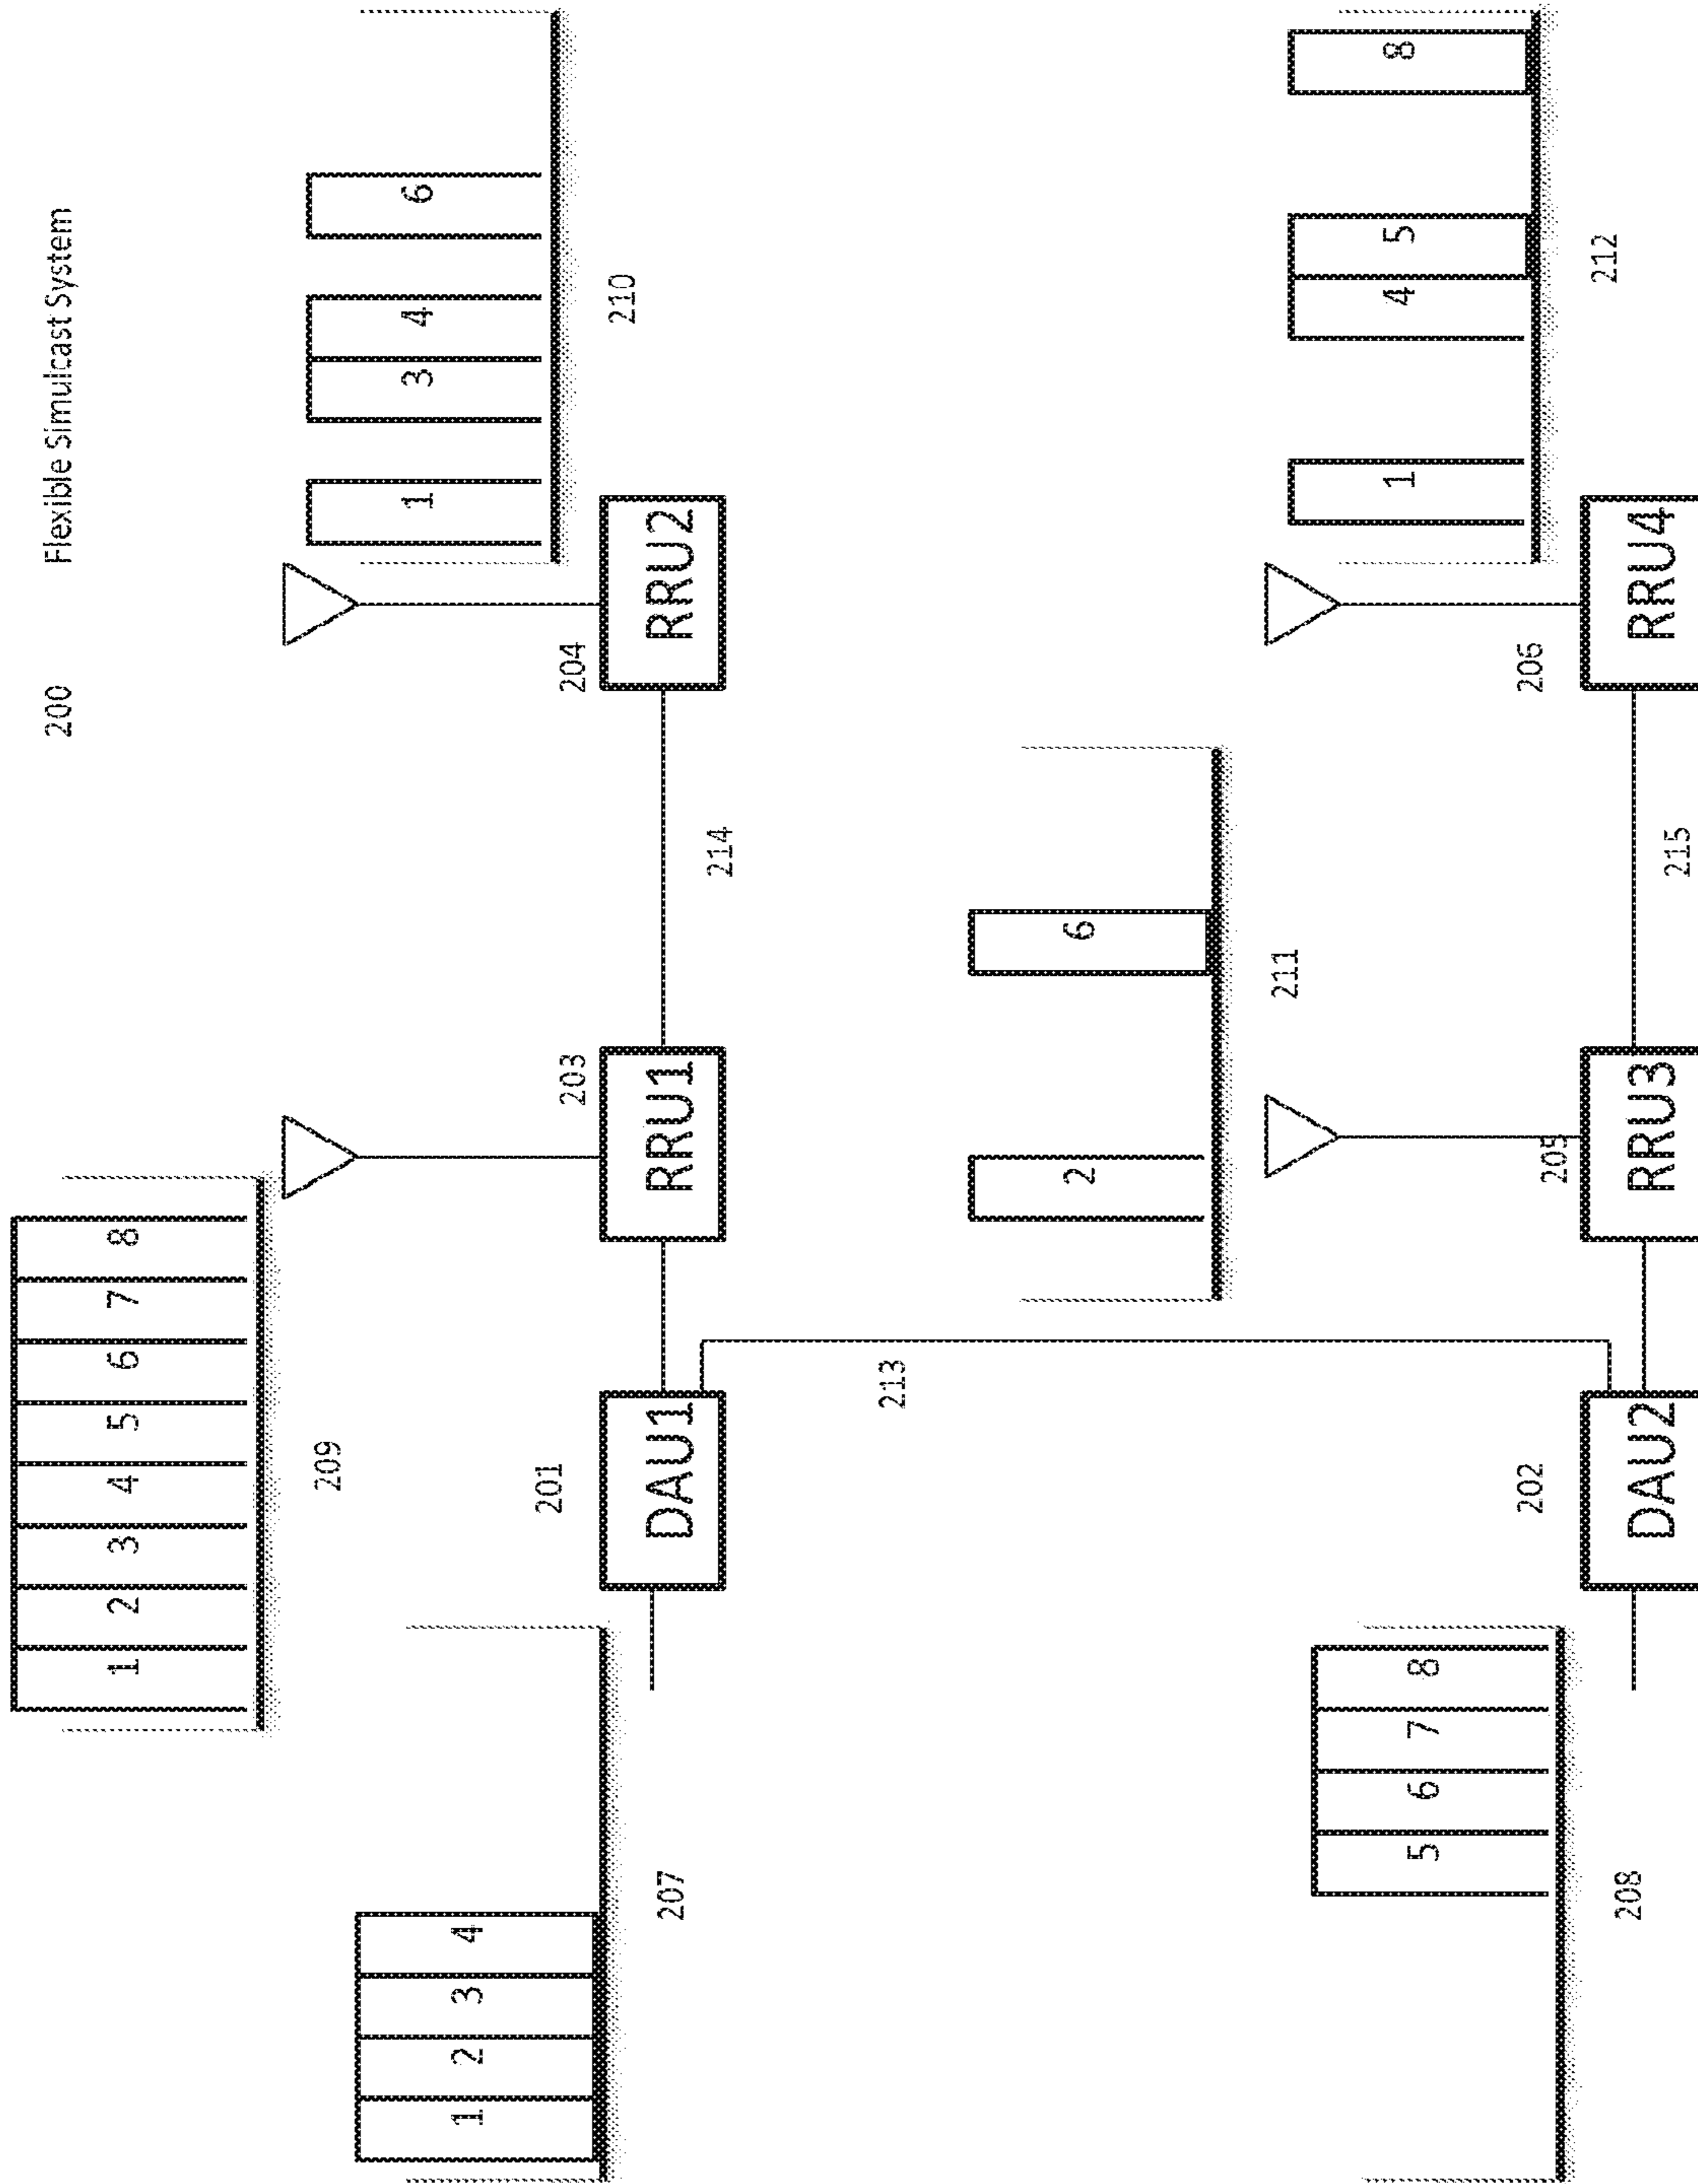 200 Flexible Simulcast System
1 2 3 4 5 6 7 8
209
1 2 3 4
207
1 3 4 6
210
203
204
201
DAU1
RRU1
RRU2
214
213
2 6
211
5 6 7 8
208
1 4 5 8
212
205
206
202
DAU2
RRU3
RRU4
215